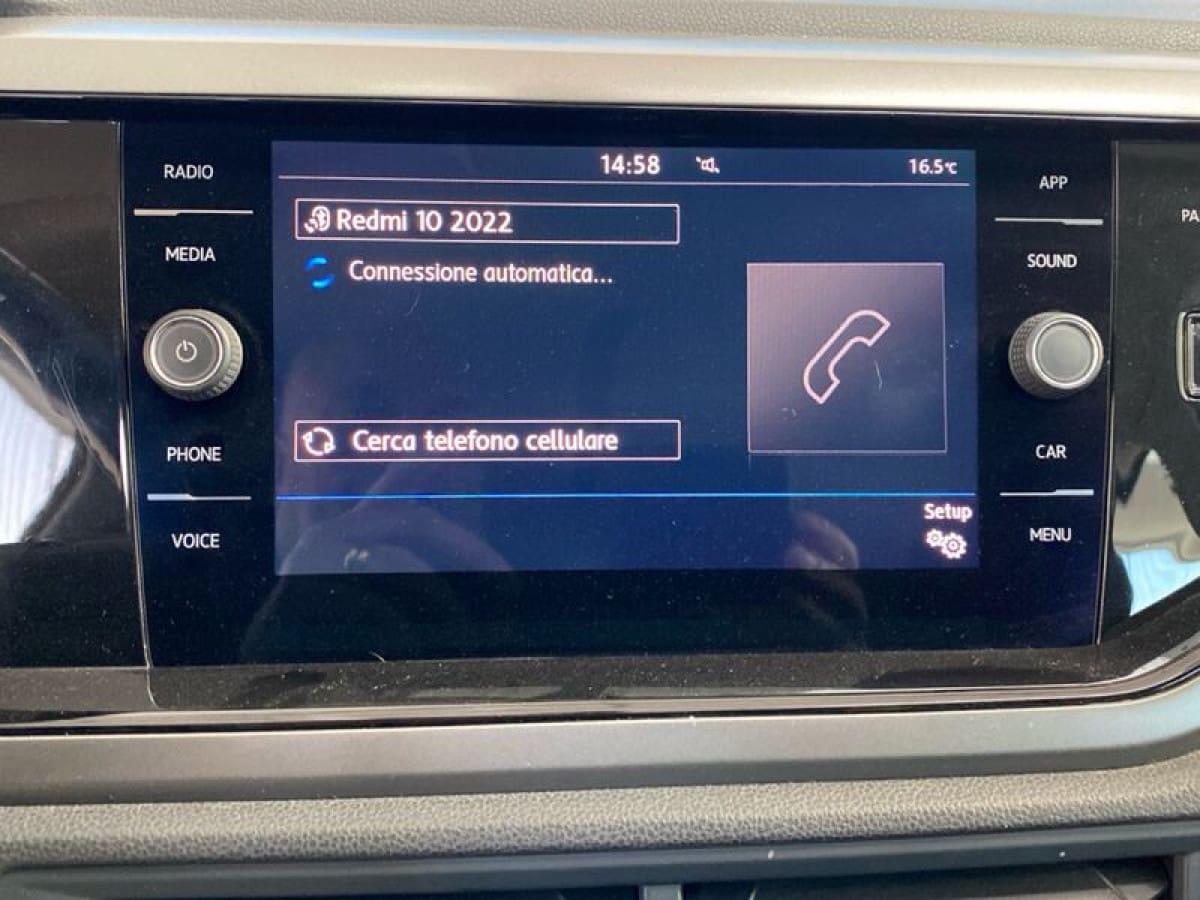 RADIO
MEDIA
PHONE
VOICE
14:58
16.5°C
Redmi 10 2022
Connessione automatica...
Cerca telefono cellulare
Setup
APP
SOUND
CAR
MENU